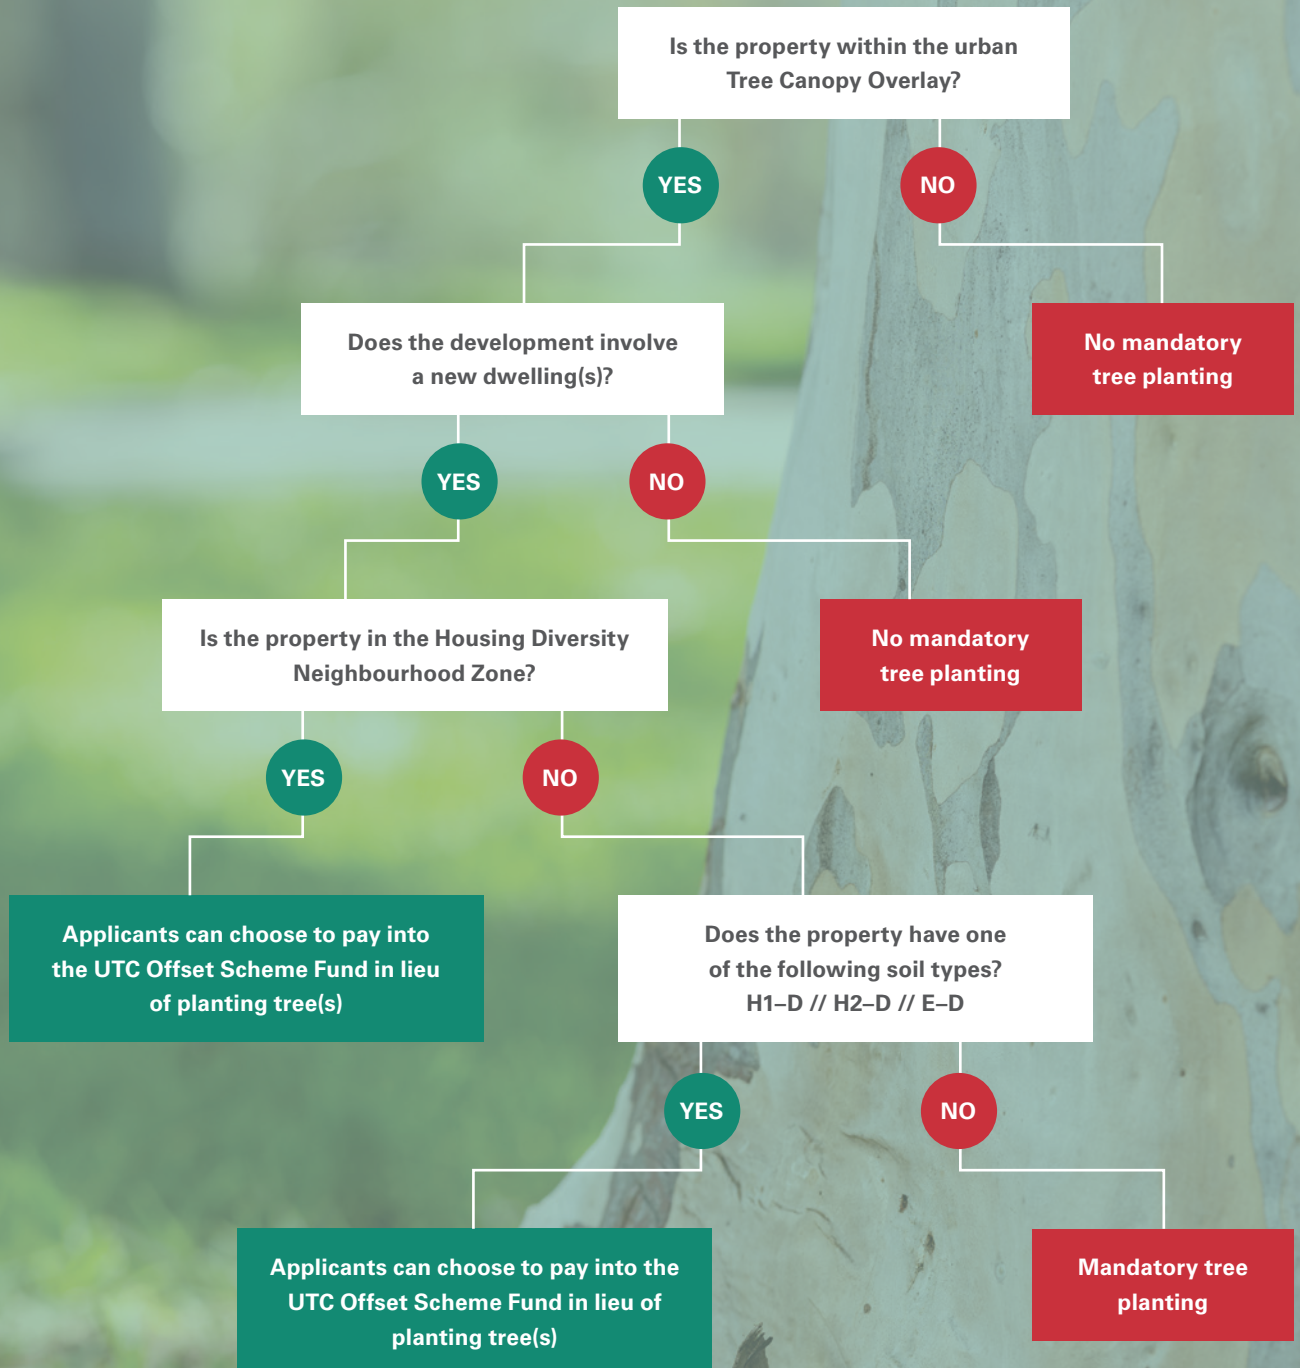 Is the property within the urban
Tree Canopy Overlay?
YES
NO
Does the development involve
a new dwelling(s)?
No mandatory
tree planting
YES
NO
Is the property in the Housing Diversity
Neighbourhood Zone?
No mandatory
tree planting
YES
NO
Applicants can choose to pay into
the UTC Offset Scheme Fund in lieu
of planting tree(s)
Does the property have one
of the following soil types?
H1–D // H2–D // E–D
YES
NO
Applicants can choose to pay into the
UTC Offset Scheme Fund in lieu of
planting tree(s)
Mandatory tree
planting